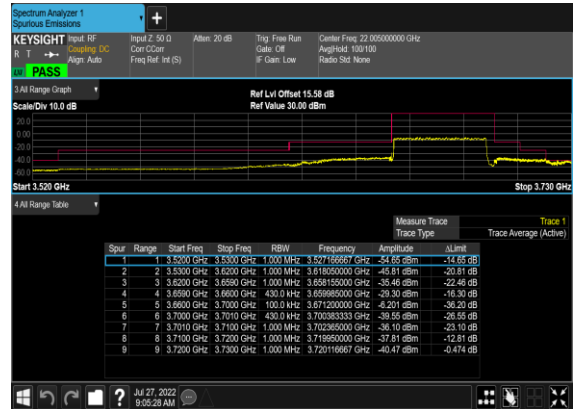 Spectrum Analyzer 1
Spurious Emissions
+
KEYSIGHT Input: RF Input Z: 50 Ω Atten: 20 dB Trig: Free Run Center Freq: 22.005000000 GHz
R T Coupling: DC Corr CCorr Gate: Off Avg|Hold: 100/100
Align: Auto Freq Ref: Int (S) IF Gain: Low Radio Std: None
LW PASS
3 All Range Graph
Ref Lvl Offset 15.58 dB
Scale/Div 10.0 dB Ref Value 30.00 dBm
20.0
0.00
-20.0
-40.0
-60.0
Start 3.520 GHz Stop 3.730 GHz
4 All Range Table
Measure Trace Trace 1
Trace Type Trace Average (Active)
Spur Range Start Freq Stop Freq RBW Frequency Amplitude ΔLimit
1 1 3.5200 GHz 3.5300 GHz 1.000 MHz 3.527166667 GHz -54.65 dBm -14.65 dB
2 2 3.5300 GHz 3.6200 GHz 1.000 MHz 3.618050000 GHz -45.81 dBm -20.81 dB
3 3 3.6200 GHz 3.6590 GHz 1.000 MHz 3.658155000 GHz -35.46 dBm -22.46 dB
4 4 3.6590 GHz 3.6600 GHz 430.0 kHz 3.659985000 GHz -29.30 dBm -16.30 dB
5 5 3.6600 GHz 3.7000 GHz 100.0 kHz 3.671200000 GHz -6.201 dBm -36.20 dB
6 6 3.7000 GHz 3.7010 GHz 430.0 kHz 3.700383333 GHz -39.55 dBm -26.55 dB
7 7 3.7010 GHz 3.7100 GHz 1.000 MHz 3.702365000 GHz -36.10 dBm -23.10 dB
8 8 3.7100 GHz 3.7200 GHz 1.000 MHz 3.719950000 GHz -37.81 dBm -12.81 dB
9 9 3.7200 GHz 3.7300 GHz 1.000 MHz 3.720116667 GHz -40.47 dBm -0.474 dB
? Jul 27, 2022
9:05:28 AM